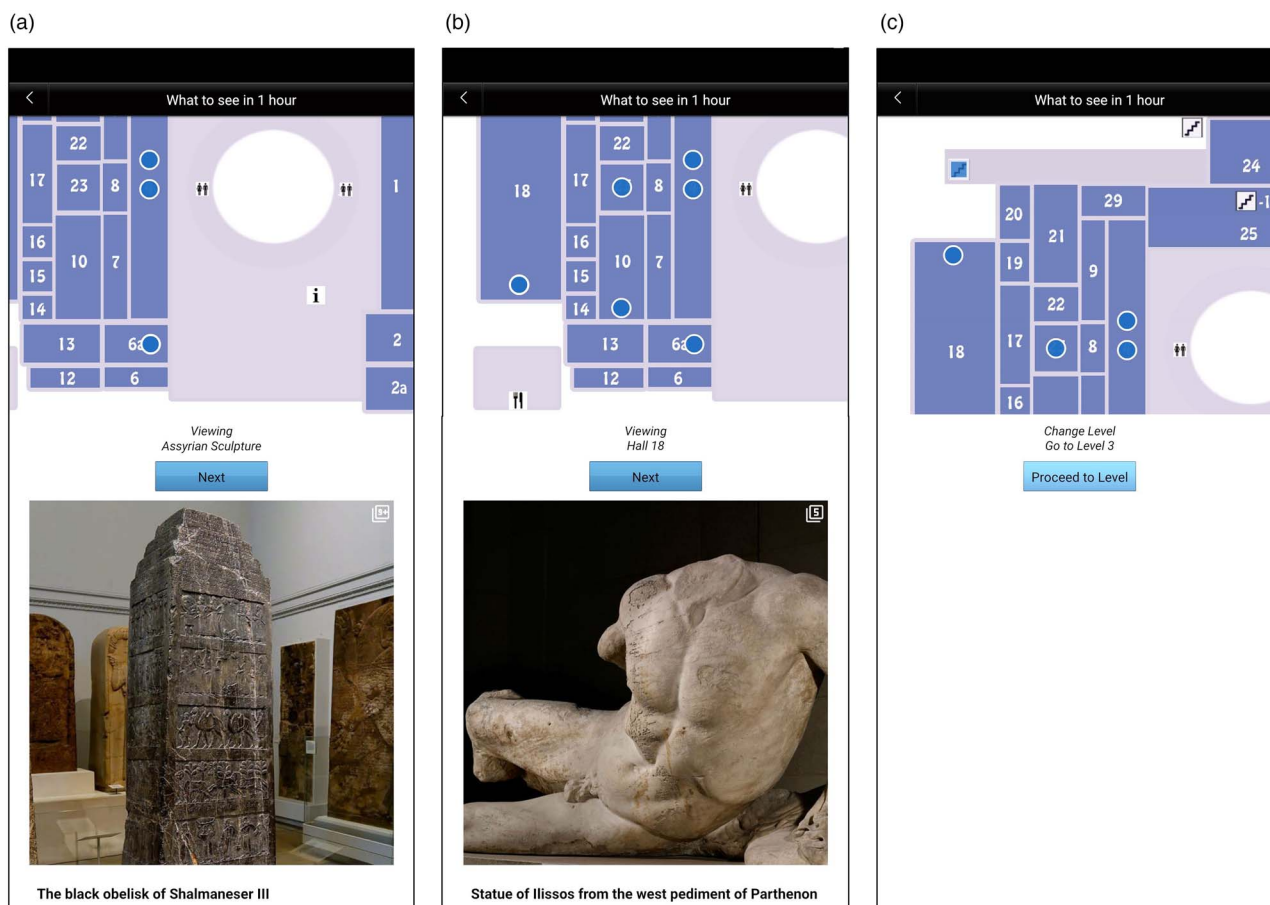 (a)
What to see in 1 hour
22
17
23
8
1
16
10
7
15
14
13
6a
2
12
6
2a
i
Viewing
Assyrian Sculpture
Next
9+
The black obelisk of Shalmaneser III
(b)
What to see in 1 hour
22
18
17
8
16
10
7
15
14
13
6a
12
6
Viewing
Hall 18
Next
5
Statue of Ilissos from the west pediment of Parthenon
(c)
What to see in 1 hour
24
29
20
21
25
19
9
22
17
18
8
16
Change Level
Go to Level 3
Proceed to Level